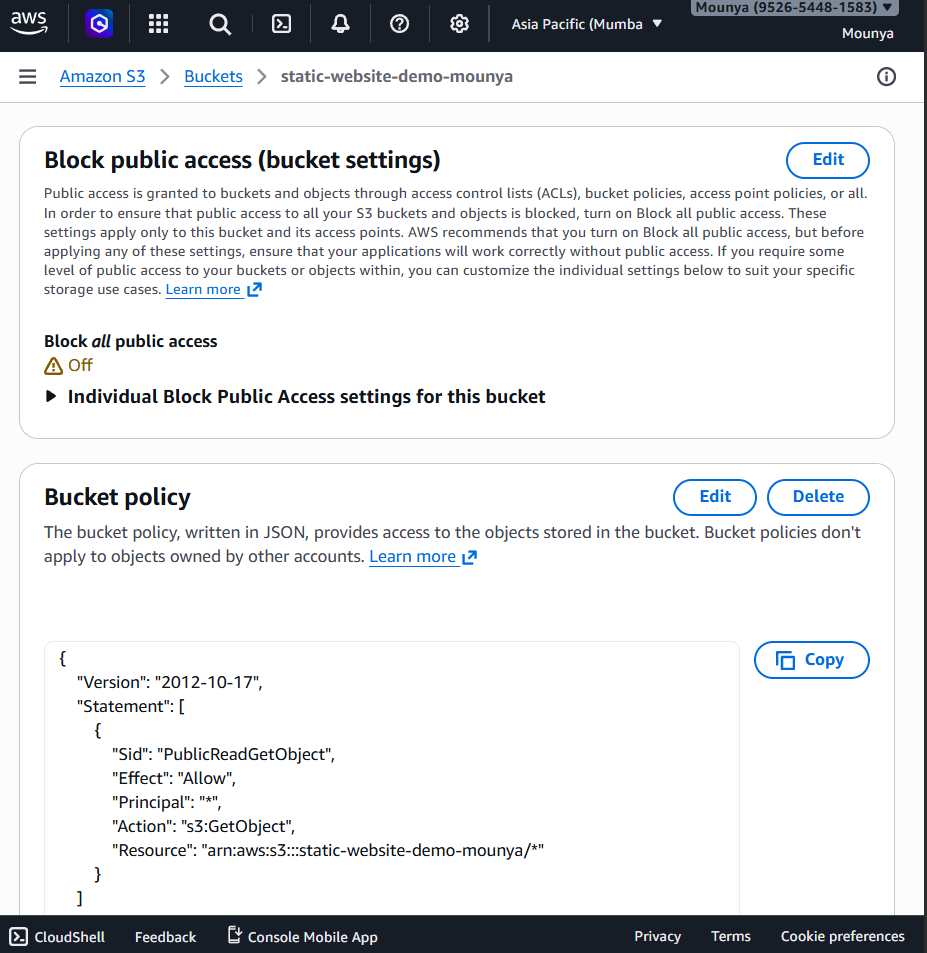 aws
Asia Pacific (Mumba
Mounya (9526-5448-1583)
Mounya
Amazon S3
Buckets
static-website-demo-mounya
Block public access (bucket settings)
Edit
Public access is granted to buckets and objects through access control lists (ACLs), bucket policies, access point policies, or all.
In order to ensure that public access to all your S3 buckets and objects is blocked, turn on Block all public access. These
settings apply only to this bucket and its access points. AWS recommends that you turn on Block all public access, but before
applying any of these settings, ensure that your applications will work correctly without public access. If you require some
level of public access to your buckets or objects within, you can customize the individual settings below to suit your specific
storage use cases. Learn more
Block all public access
Off
Individual Block Public Access settings for this bucket
Bucket policy
Edit
Delete
The bucket policy, written in JSON, provides access to the objects stored in the bucket. Bucket policies don't
apply to objects owned by other accounts. Learn more
Copy
{
"Version": "2012-10-17",
"Statement": [
{
"Sid": "PublicReadGetObject",
"Effect": "Allow",
"Principal": "*",
"Action": "s3:GetObject",
"Resource": "arn:aws:s3:::static-website-demo-mounya/*"
}
]
CloudShell
Feedback
Console Mobile App
Privacy
Terms
Cookie preferences